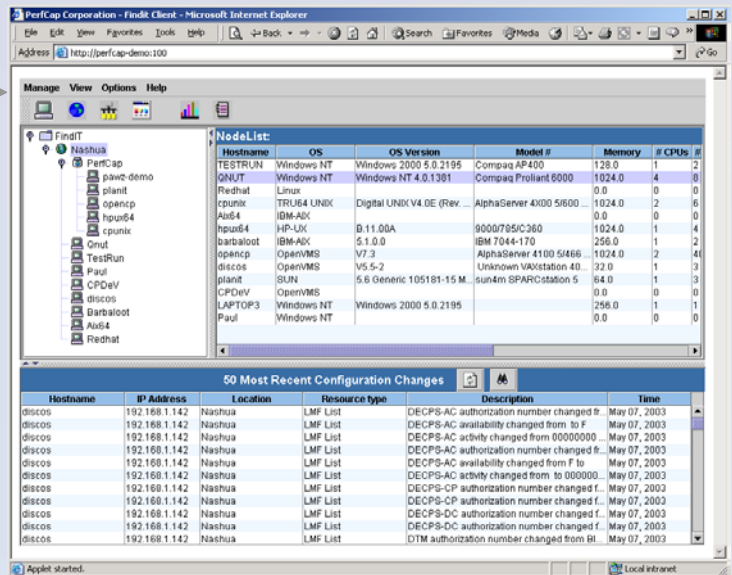 PerfCap Corporation - Findit Client - Microsoft Internet Explorer
File Edit View Favorites Tools Help Back Search Favorites Media
Address http://perfcap-demo:100 Go
Manage View Options Help
FindIT
Nashua
PerfCap
pawz-demo
planit
opencp
hpux64
cpunix
Qnut
TestRun
Paul
CPDeV
discos
Barbaloot
Aix64
Redhat
NodeList:
Hostname OS OS Version Model # Memory # CPUs #
TESTRUN Windows NT Windows 2000 5.0.2195 Compaq AP400 128.0 1 2
QNUT Windows NT Windows NT 4.0.1381 Compaq Proliant 6000 1024.0 4 8
Redhat Linux 0.0 0 0
cpunix TRU64 UNIX Digital UNIX V4.0E (Rev. ... AlphaServer 4X00 5/600 ... 1024.0 2 6
Aix64 IBM-AIX 0.0 0 0
hpux64 HP-UX B.11.00A 9000/785/C360 1024.0 1 4
barbaloot IBM-AIX 5.1.0.0 IBM 7044-170 256.0 1 2
opencp OpenVMS V7.3 AlphaServer 4100 5/466 ... 1024.0 2
discos OpenVMS V5.5-2 Unknown VAXstation 40... 32.0 1 3
planit SUN 5.6 Generic 105181-15 M... sun4m SPARCstation 5 64.0 1 3
CPDeV OpenVMS 0.0 0 0
LAPTOP3 Windows NT Windows 2000 5.0.2195 256.0 1 1
Paul Windows NT 0.0 0 0
50 Most Recent Configuration Changes
Hostname IP Address Location Resource type Description Time
discos 192.168.1.142 Nashua LMF List DECPS-AC authorization number changed fr... May 07, 2003
discos 192.168.1.142 Nashua LMF List DECPS-AC availability changed from to F May 07, 2003
discos 192.168.1.142 Nashua LMF List DECPS-AC activity changed from 00000000 ... May 07, 2003
discos 192.168.1.142 Nashua LMF List DECPS-AC authorization number changed fr... May 07, 2003
discos 192.168.1.142 Nashua LMF List DECPS-AC availability changed from F to May 07, 2003
discos 192.168.1.142 Nashua LMF List DECPS-AC activity changed from to 000000... May 07, 2003
discos 192.168.1.142 Nashua LMF List DECPS-CP authorization number changed f... May 07, 2003
discos 192.168.1.142 Nashua LMF List DECPS-CP authorization number changed f... May 07, 2003
discos 192.168.1.142 Nashua LMF List DECPS-DC authorization number changed f... May 07, 2003
discos 192.168.1.142 Nashua LMF List DECPS-DC authorization number changed f... May 07, 2003
discos 192.168.1.142 Nashua LMF List DTM authorization number changed from BI... May 07, 2003
Applet started. Local intranet